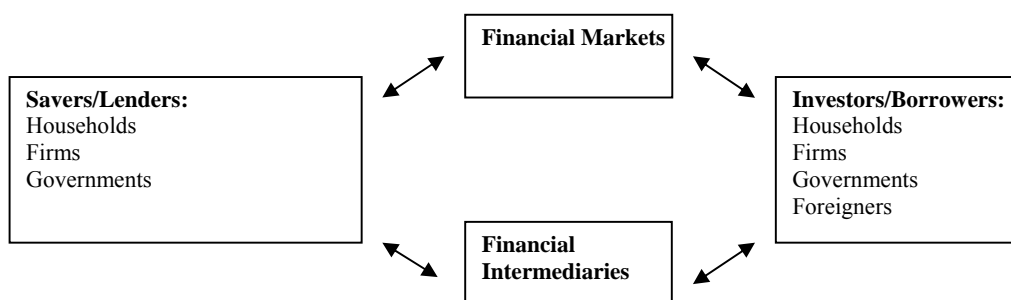 Financial Markets
Savers/Lenders:
Households
Firms
Governments
Investors/Borrowers:
Households
Firms
Governments
Foreigners
Financial
Intermediaries